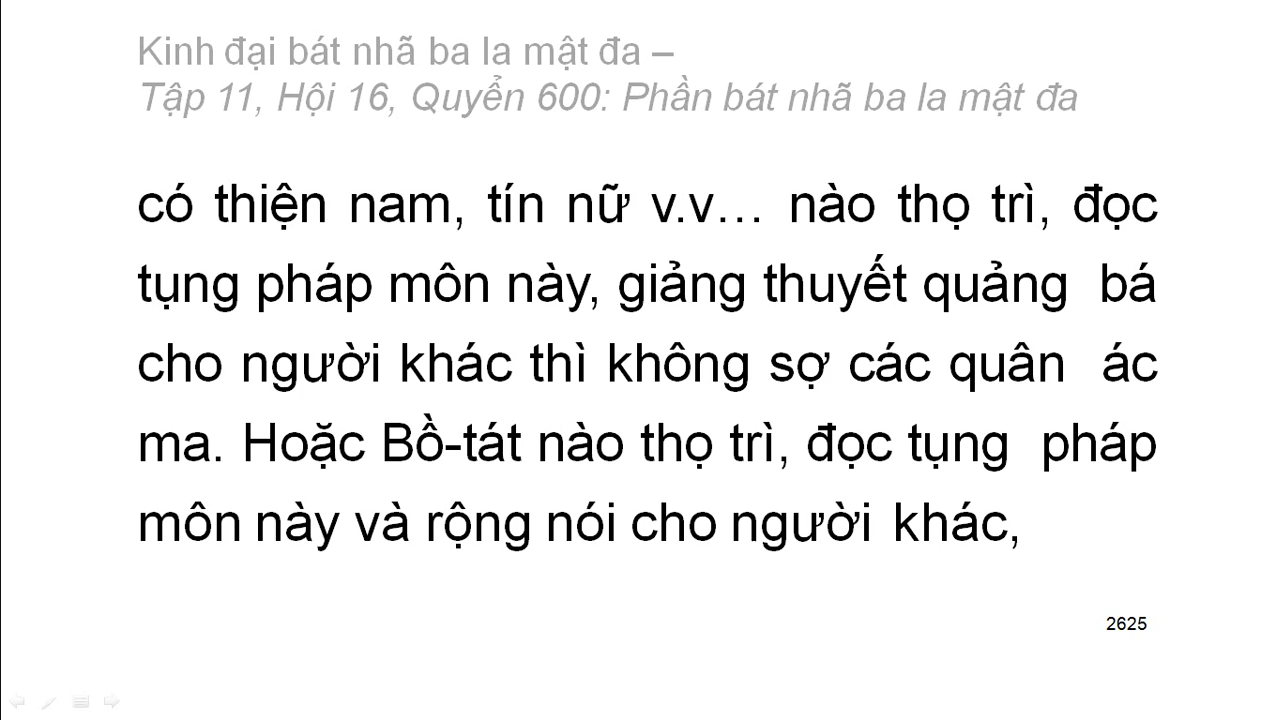 Kinh đại bát nhã ba la mật đa –
Tập 11, Hội 16, Quyển 600: Phần bát nhã ba la mật đa
có thiện nam, tín nữ v.v… nào thọ trì, đọc
tụng pháp môn này, giảng thuyết quảng bá
cho người khác thì không sợ các quân ác
ma. Hoặc Bồ-tát nào thọ trì, đọc tụng pháp
môn này và rộng nói cho người khác,
2625